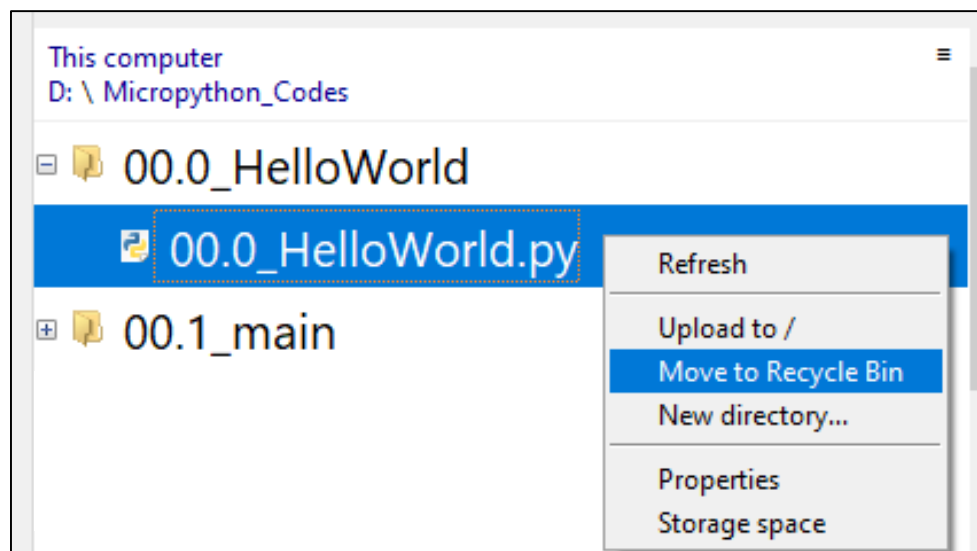 This computer
D: \ Micropython_Codes
00.0_HelloWorld
00.0_HelloWorld.py
00.1_main
Refresh
Upload to /
Move to Recycle Bin
New directory...
Properties
Storage space